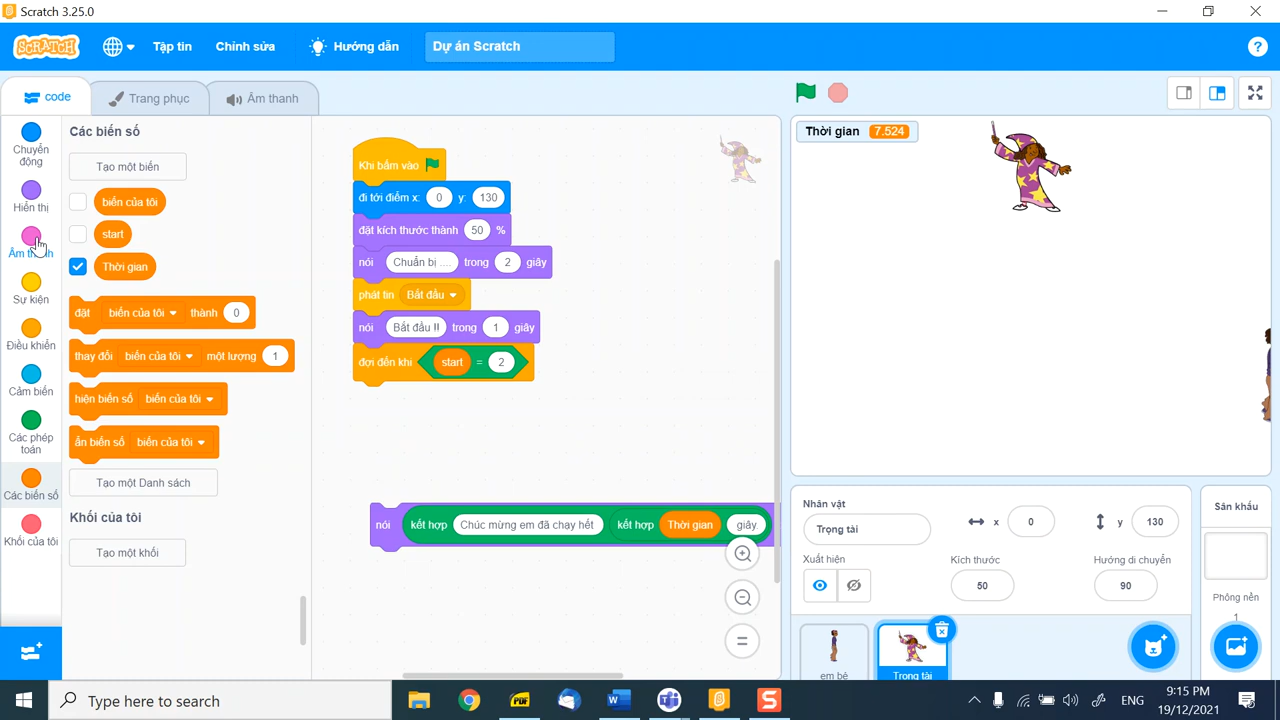 Scratch 3.25.0
SCRATCH
Tập tin
Chỉnh sửa
Hướng dẫn
Dự án Scratch
?
code
Trang phục
Âm thanh
Chuyển động
Hiển thị
Âm thanh
Sự kiện
Điều khiển
Cảm biến
Các phép toán
Các biến số
Khối của tôi
Các biến số
Tạo một biến
biến của tôi
start
Thời gian
đặt biến của tôi thành 0
thay đổi biến của tôi một lượng 1
hiện biến số biến của tôi
ẩn biến số biến của tôi
Tạo một Danh sách
Khối của tôi
Tạo một khối
Khi bấm vào
đi tới điểm x: 0 y: 130
đặt kích thước thành 50 %
nói Chuẩn bị .... trong 2 giây
phát tin Bắt đầu
nói Bắt đầu !! trong 1 giây
đợi đến khi start = 2
nói kết hợp Chúc mừng em đã chạy hết kết hợp Thời gian giây
Thời gian 7.524
Nhân vật
Trọng tài
x 0
y 130
Xuất hiện
Kích thước
50
Hướng di chuyển
90
em bé
Trọng tài
Sân khấu
Phông nền
1
Type here to search
PDF
ENG
9:15 PM
19/12/2021